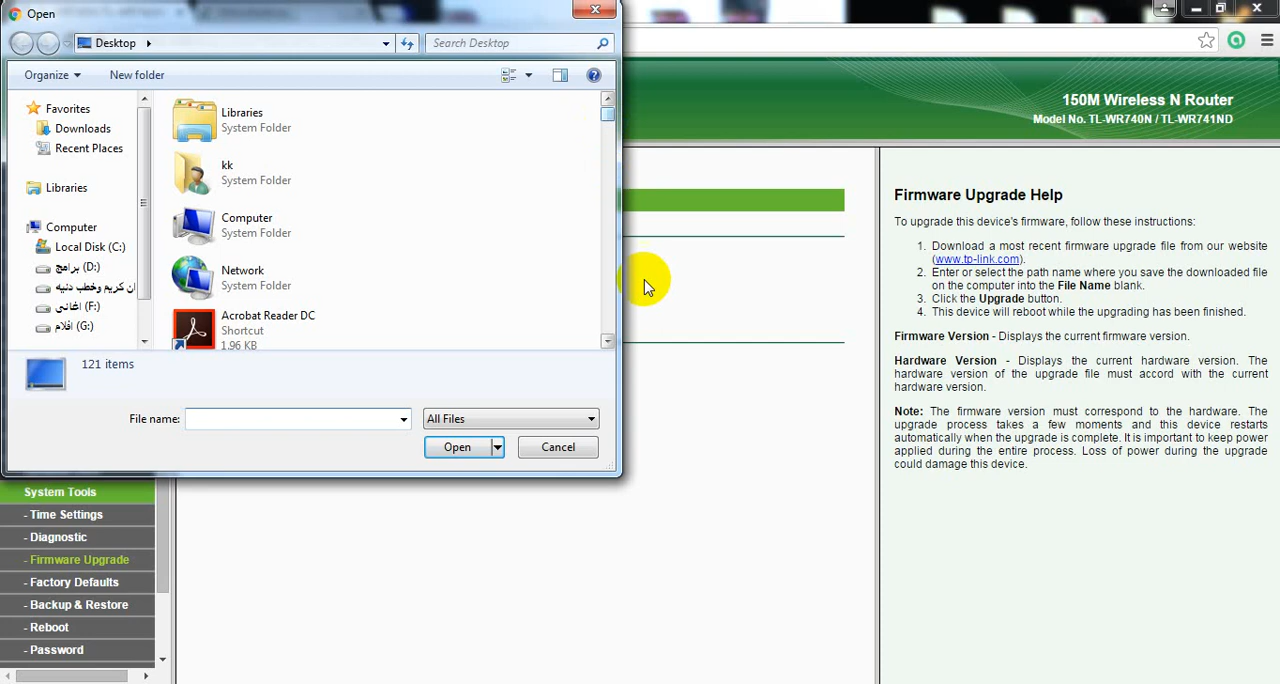 Open
Desktop
Search Desktop
Organize
New folder
Favorites
Downloads
Recent Places
Libraries
Computer
Local Disk (C:)
برامج (D:)
ان كريم وخطب دنيه
اغاني (F:)
افلام (G:)
Libraries
System Folder
kk
System Folder
Computer
System Folder
Network
System Folder
Acrobat Reader DC
Shortcut
1.96 KB
121 items
File name:
All Files
Open
Cancel
150M Wireless N Router
Model No. TL-WR740N / TL-WR741ND
System Tools
- Time Settings
- Diagnostic
- Firmware Upgrade
- Factory Defaults
- Backup & Restore
- Reboot
- Password
Firmware Upgrade Help
To upgrade this device's firmware, follow these instructions:
1. Download a most recent firmware upgrade file from our website
(www.tp-link.com).
2. Enter or select the path name where you save the downloaded file
on the computer into the File Name blank.
3. Click the Upgrade button.
4. This device will reboot while the upgrading has been finished.
Firmware Version - Displays the current firmware version.
Hardware Version - Displays the current hardware version. The
hardware version of the upgrade file must accord with the current
hardware version.
Note: The firmware version must correspond to the hardware. The
upgrade process takes a few moments and this device restarts
automatically when the upgrade is complete. It is important to keep power
applied during the entire process. Loss of power during the upgrade
could damage this device.